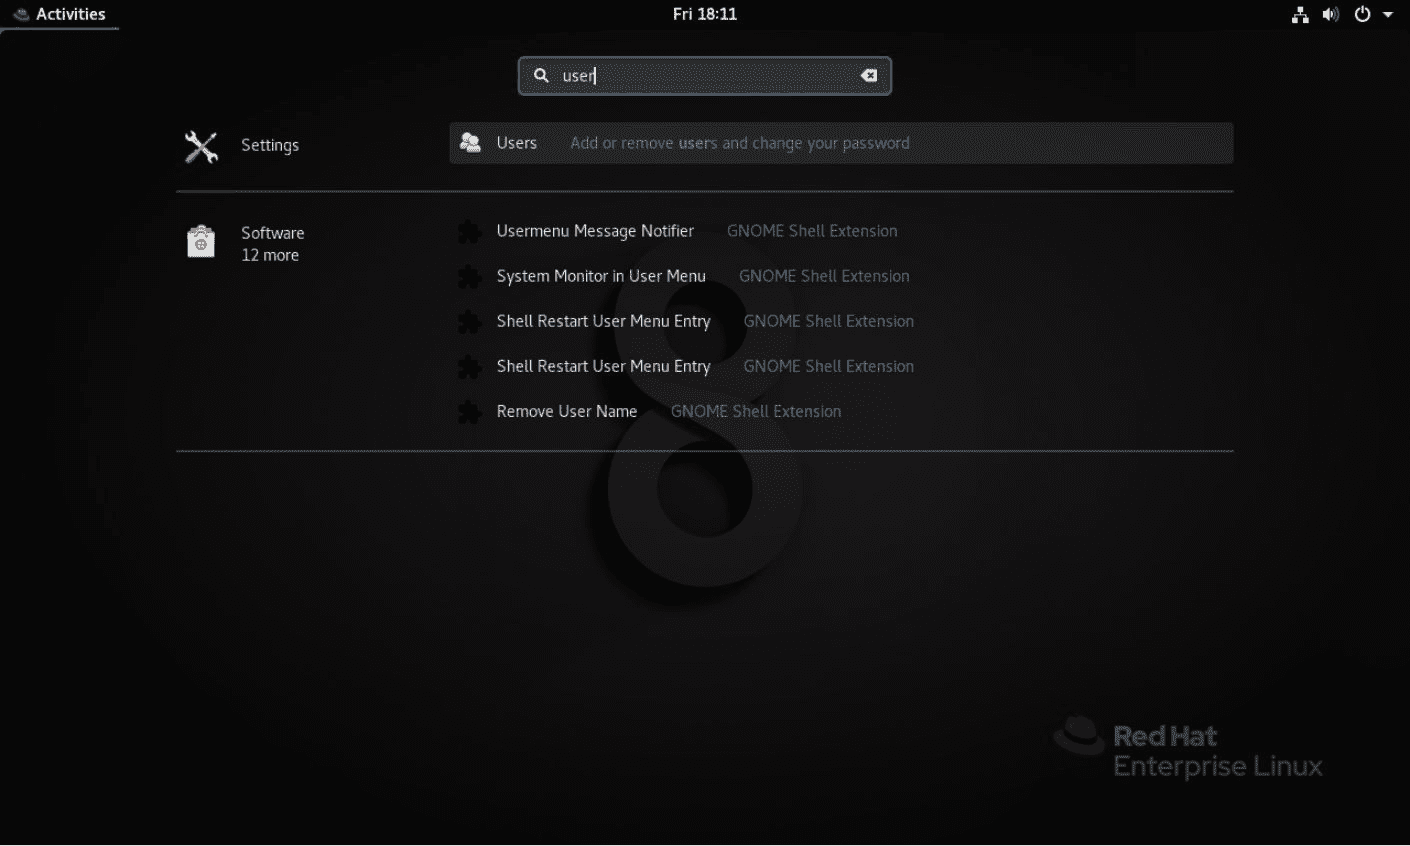 Activities
Fri 18:11
user
Settings
Users Add or remove users and change your password
Software
12 more
Usermenu Message Notifier GNOME Shell Extension
System Monitor in User Menu GNOME Shell Extension
Shell Restart User Menu Entry GNOME Shell Extension
Shell Restart User Menu Entry GNOME Shell Extension
Remove User Name GNOME Shell Extension
8
Red Hat
Enterprise Linux